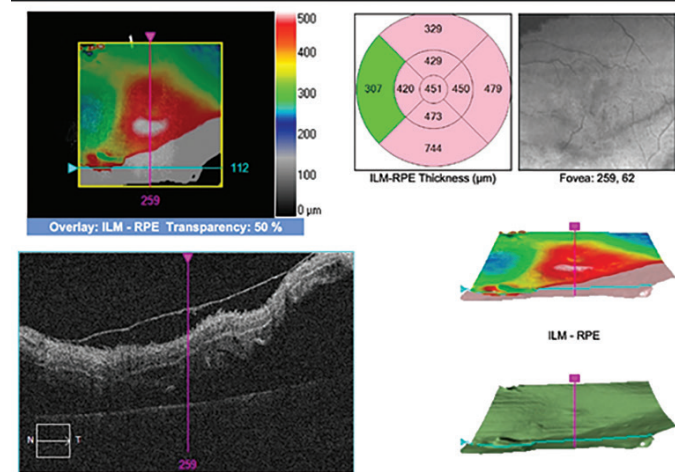 500
400
300
200
100
0 µm
112
259
Overlay: ILM - RPE Transparency: 50 %
329
429
307
420
451
450
479
473
744
ILM-RPE Thickness (µm)
Fovea: 259, 62
N
T
259
ILM - RPE